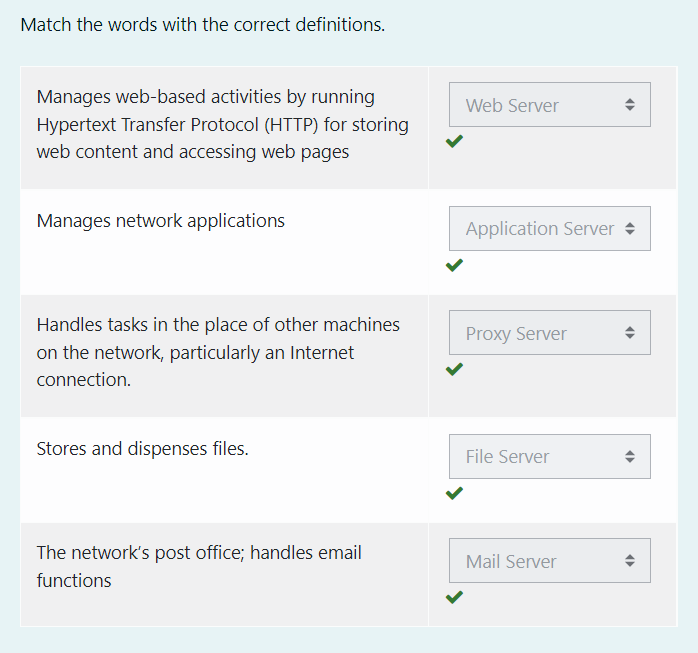 Match the words with the correct definitions.
Manages web-based activities by running
Hypertext Transfer Protocol (HTTP) for storing
web content and accessing web pages
Web Server
Manages network applications
Application Server
Handles tasks in the place of other machines
on the network, particularly an Internet
connection.
Proxy Server
Stores and dispenses files.
File Server
The network's post office; handles email
functions
Mail Server